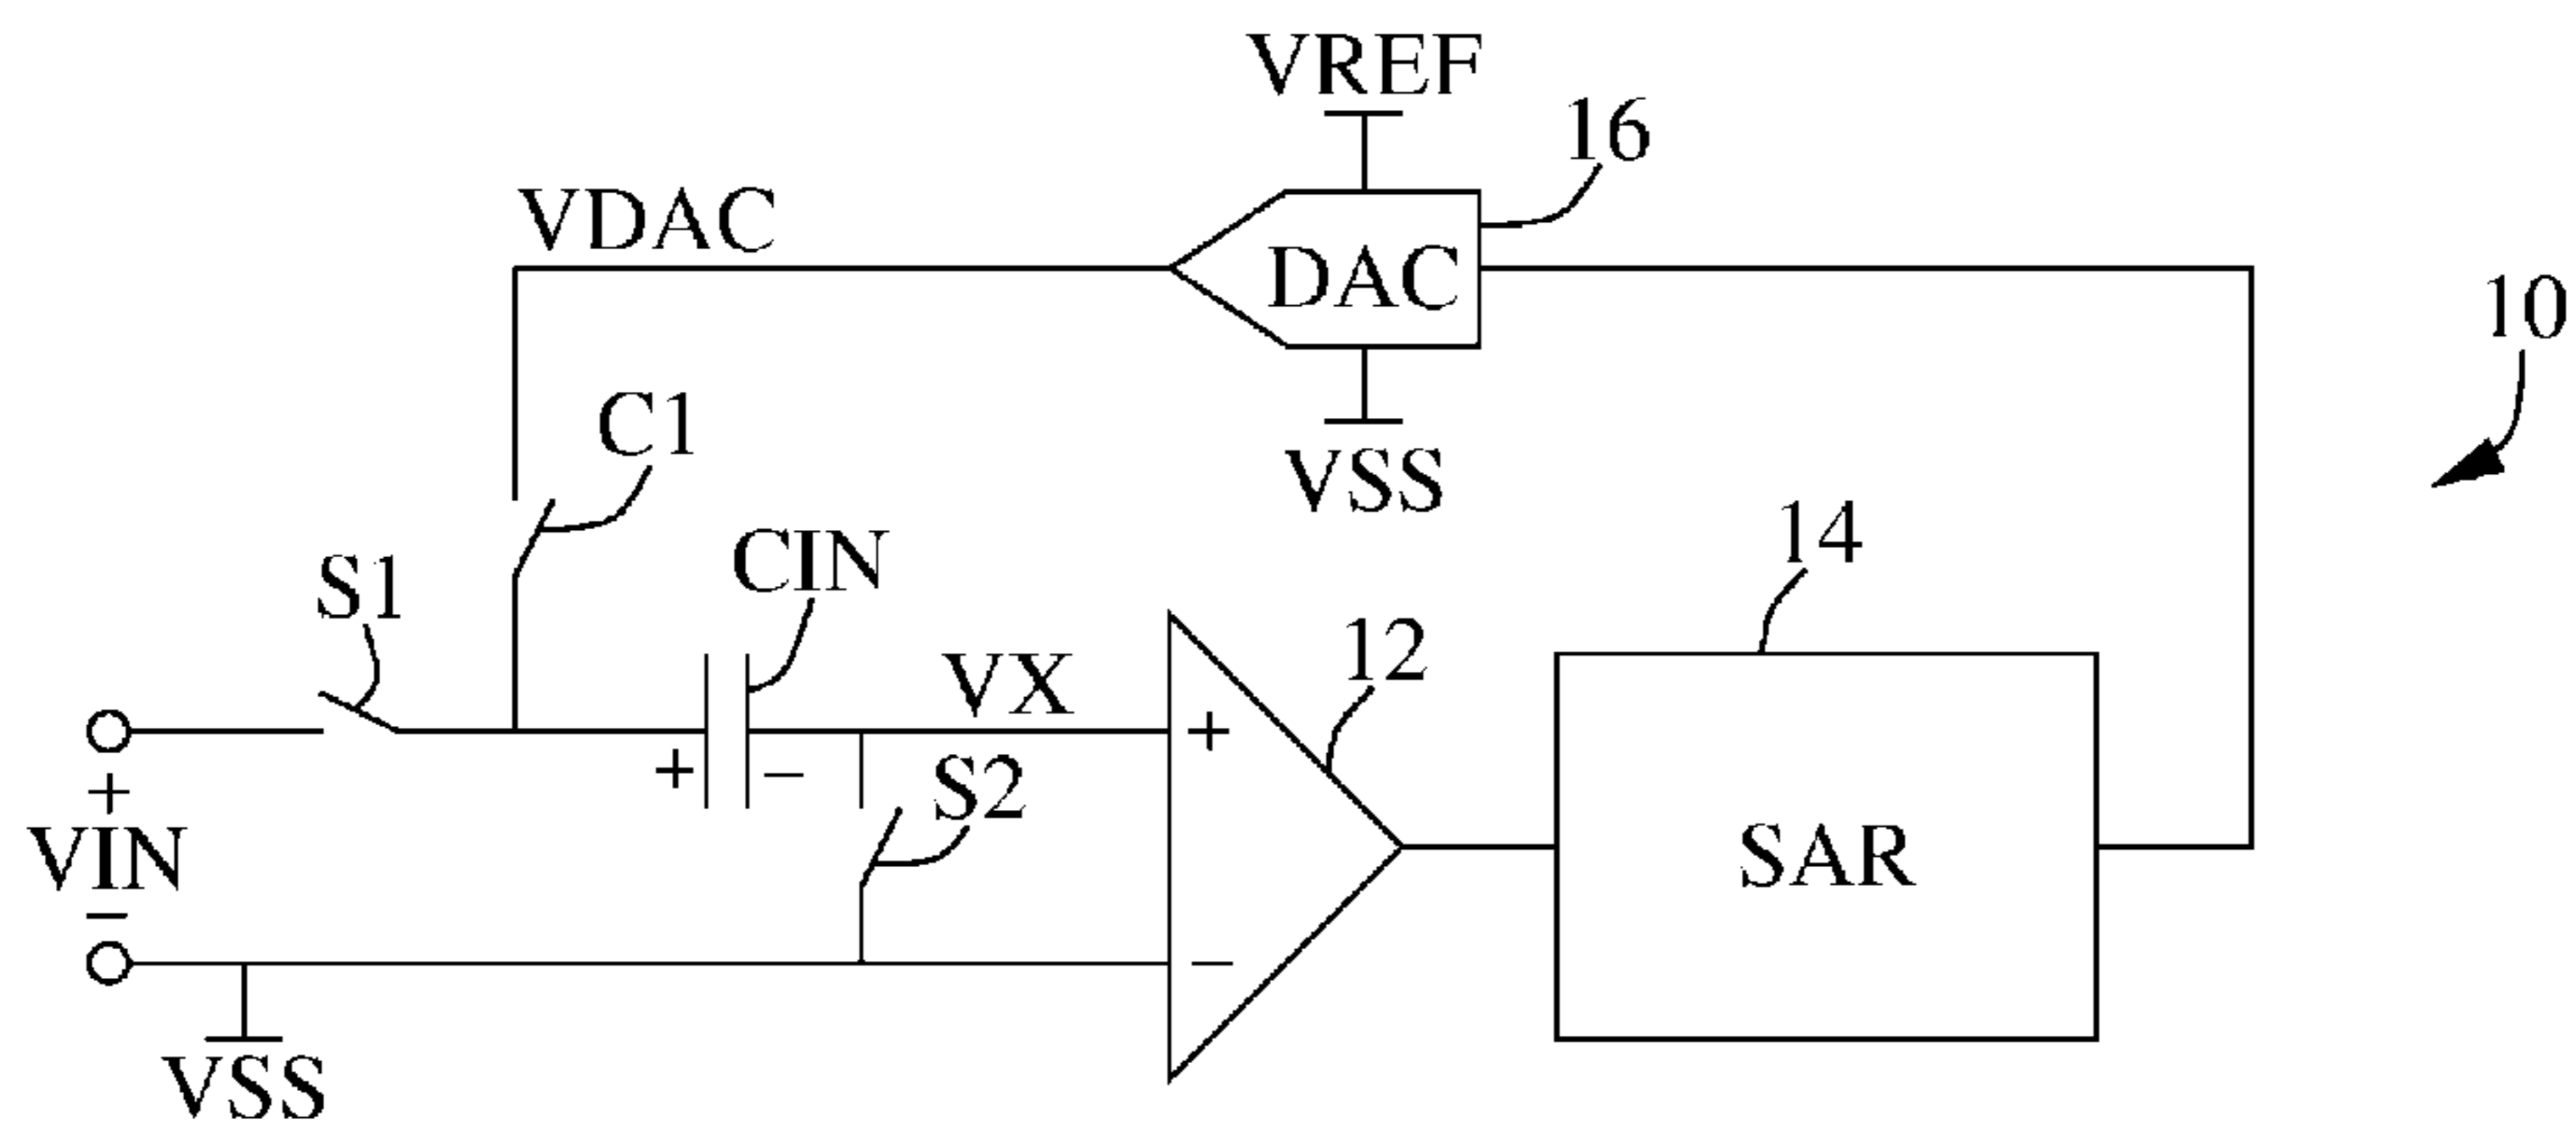 VREF
16
VDAC
DAC
10
C1
VSS
CIN
14
S1
12
VX
+
+ −
S2
+
VIN
−
SAR
−
VSS